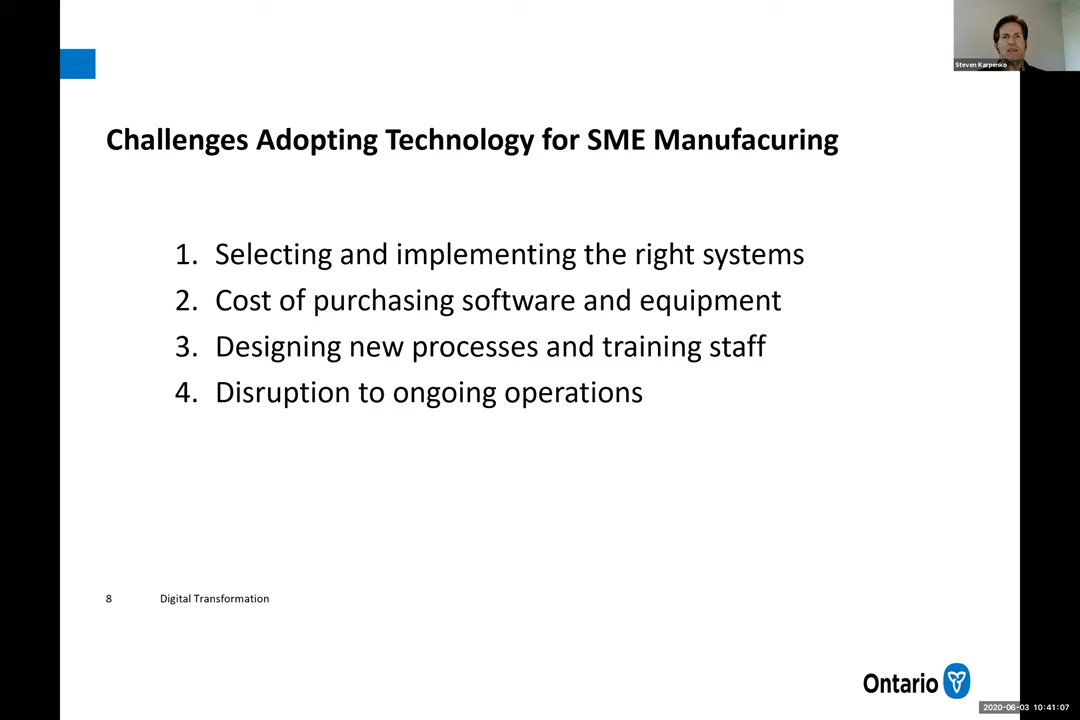 Steven Karpenko
Challenges Adopting Technology for SME Manufacuring
1. Selecting and implementing the right systems
2. Cost of purchasing software and equipment
3. Designing new processes and training staff
4. Disruption to ongoing operations
8 Digital Transformation
Ontario
2020-06-03 10:41:07